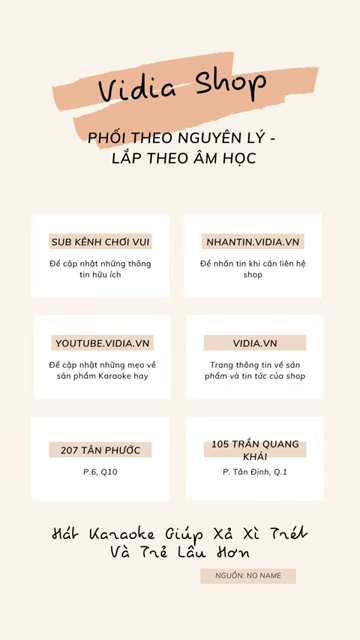 Vidia Shop
PHỐI THEO NGUYÊN LÝ -
LẮP THEO ÂM HỌC
SUB KÊNH CHƠI VUI
Để cập nhật những thông
tin hữu ích
NHANTIN.VIDIA.VN
Để nhắn tin khi cần liên hệ
shop
YOUTUBE.VIDIA.VN
Để cập nhật những mẹo về
sản phẩm Karaoke hay
VIDIA.VN
Trang thông tin về sản
phẩm và tin tức của shop
207 TÂN PHƯỚC
P.6, Q10
105 TRẦN QUANG
KHẢI
P. Tân Định, Q.1
Hát Karaoke Giúp Xả Xì Trét
Và Trẻ Lâu Hơn
NGUỒN: NO NAME